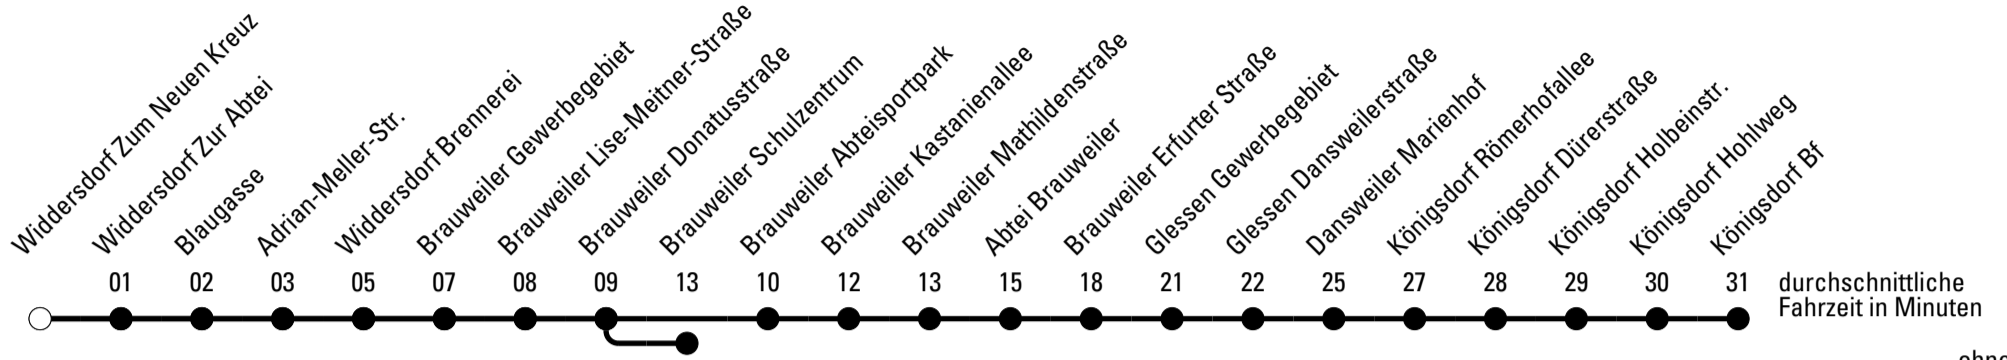 Widdersdorf Zum Neuen Kreuz
Widdersdorf Zur Abtei
Blaugasse
Adrian-Meller-Str.
Widdersdorf Brennerei
Brauweiler Gewerbegebiet
Brauweiler Lise-Meitner-Straße
Brauweiler Donatusstraße
Brauweiler Schulzentrum
Brauweiler Abteisportpark
Brauweiler Kastanienallee
Brauweiler Mathildenstraße
Abtei Brauweiler
Brauweiler Erfurter Straße
Glessen Gewerbegebiet
Glessen Dansweilerstraße
Dansweiler Marienhof
Königsdorf Römerhofallee
Königsdorf Dürerstraße
Königsdorf Holbeinstr.
Königsdorf Hohlweg
Königsdorf Bf
01 02 03 05 07 08 09 13 10 12 13 15 18 21 22 25 27 28 29 30 31 durchschnittliche
Fahrzeit in Minuten